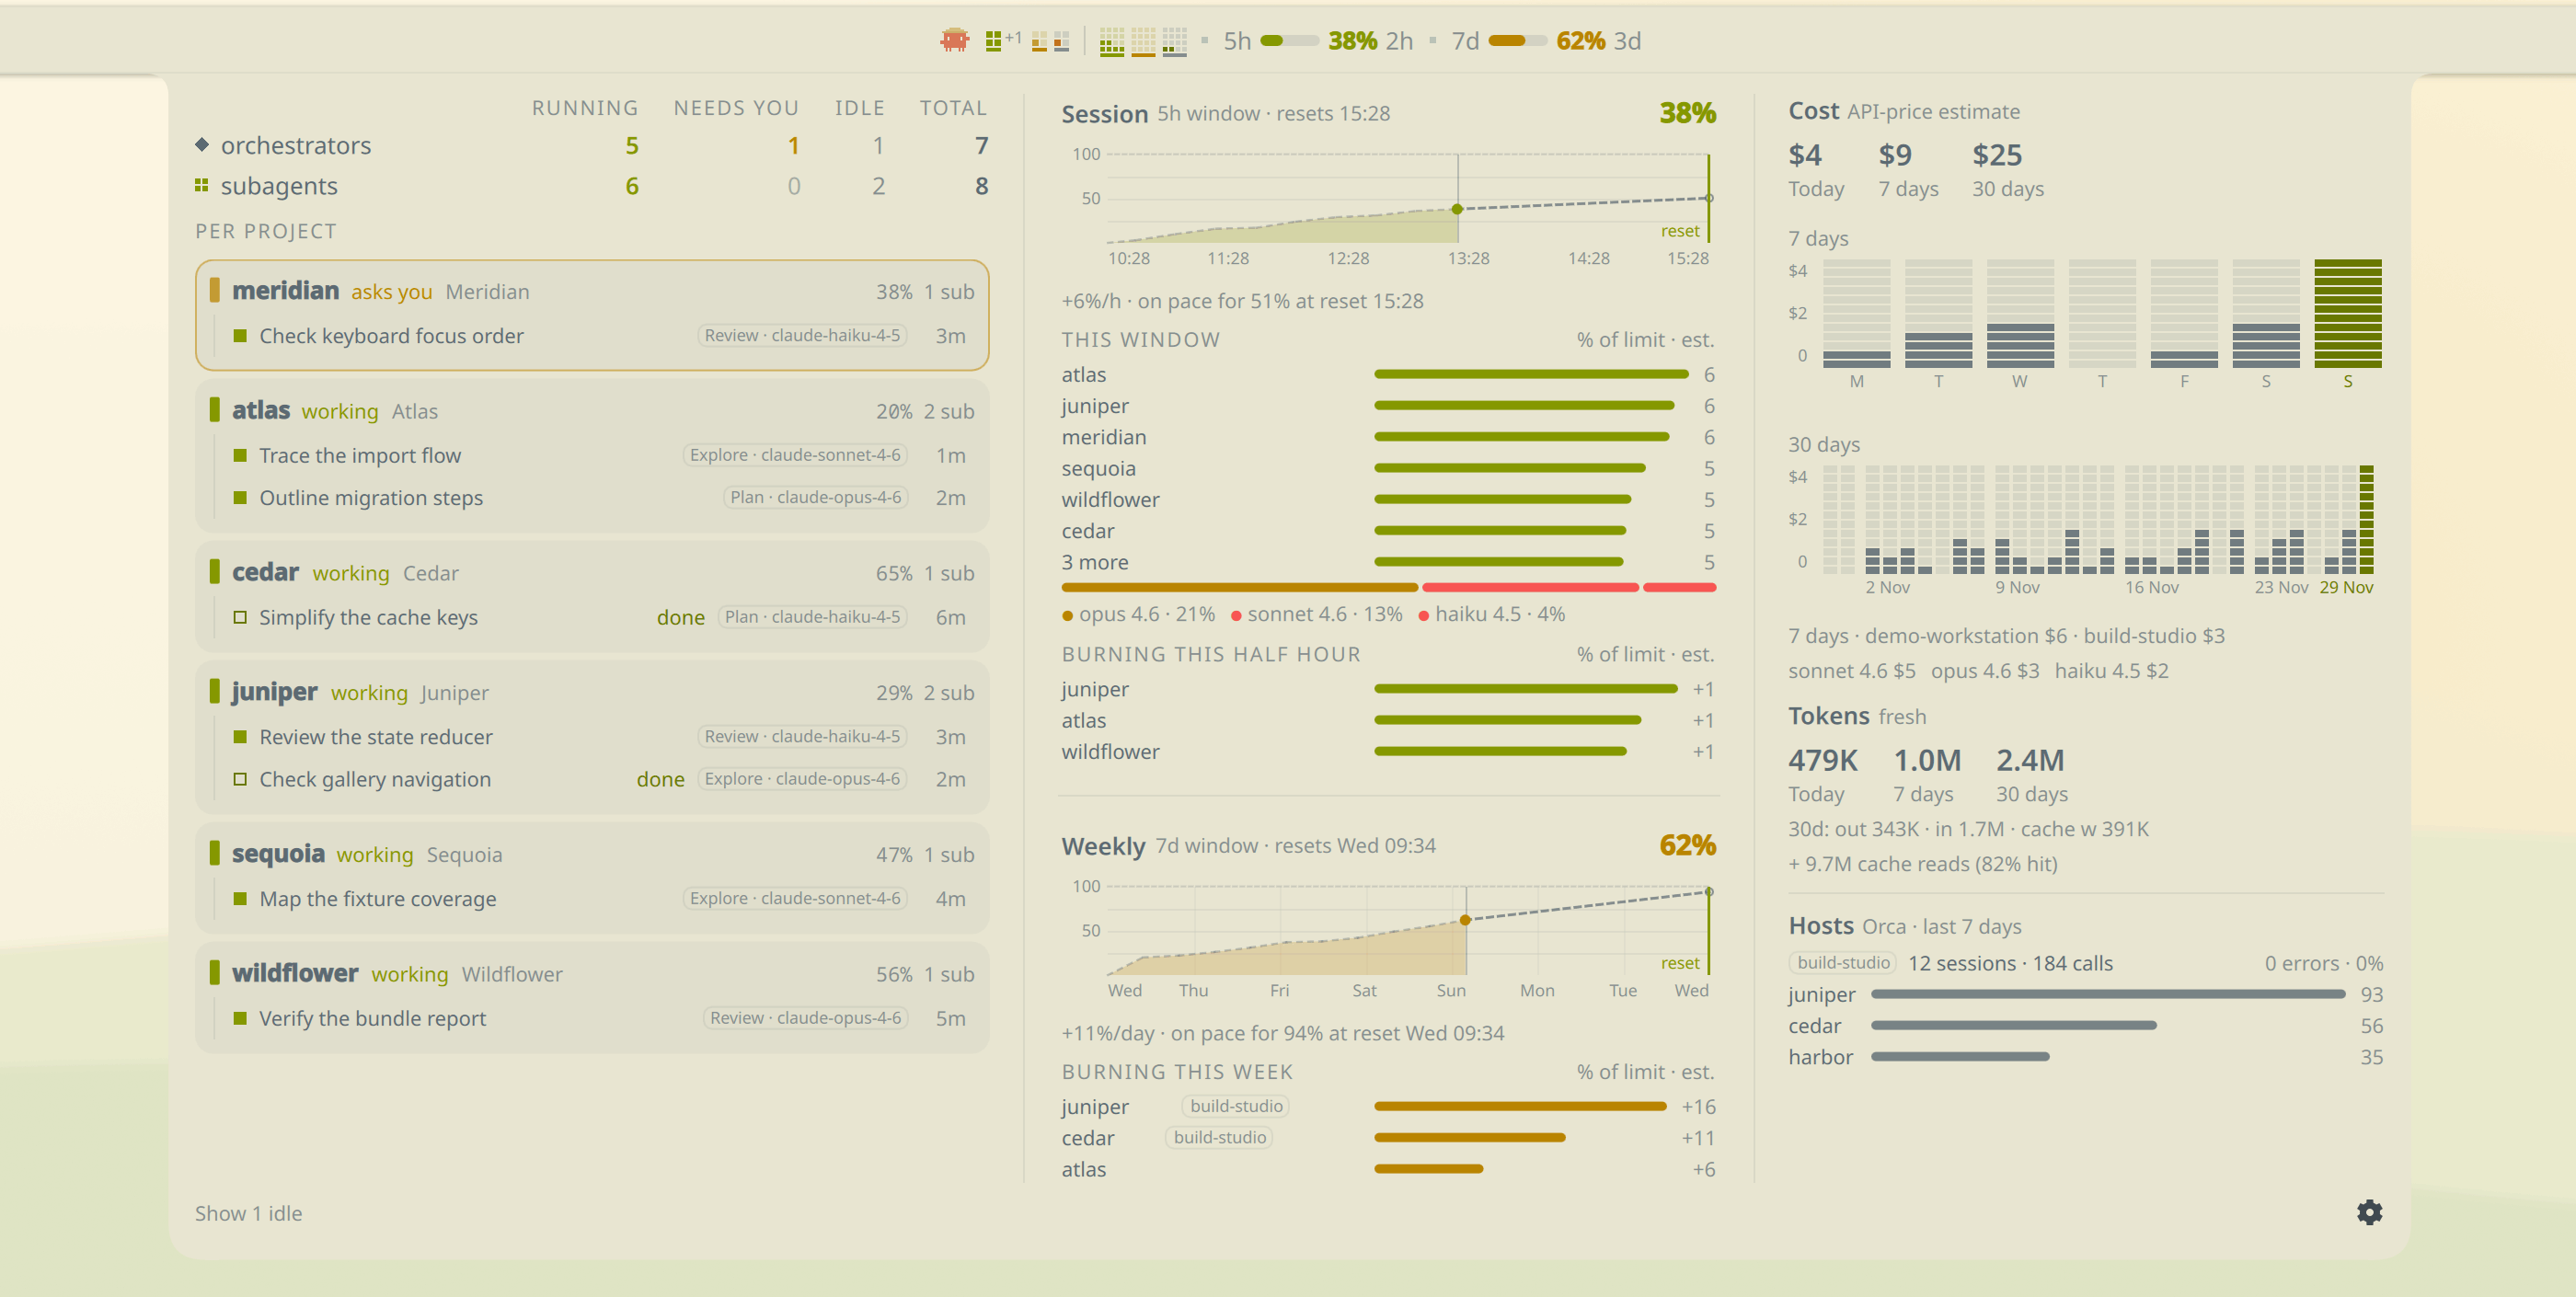 +1 5h 38% 2h 7d 62% 3d
RUNNING NEEDS YOU IDLE TOTAL
orchestrators 5 1 1 7
subagents 6 0 2 8
PER PROJECT
meridian asks you Meridian 38% 1 sub
Check keyboard focus order Review · claude-haiku-4-5 3m
atlas working Atlas 20% 2 sub
Trace the import flow Explore · claude-sonnet-4-6 1m
Outline migration steps Plan · claude-opus-4-6 2m
cedar working Cedar 65% 1 sub
Simplify the cache keys done Plan · claude-haiku-4-5 6m
juniper working Juniper 29% 2 sub
Review the state reducer Review · claude-haiku-4-5 3m
Check gallery navigation done Explore · claude-opus-4-6 2m
sequoia working Sequoia 47% 1 sub
Map the fixture coverage Explore · claude-sonnet-4-6 4m
wildflower working Wildflower 56% 1 sub
Verify the bundle report Review · claude-opus-4-6 5m
Show 1 idle
Session 5h window · resets 15:28 38%
100
50
reset
10:28 11:28 12:28 13:28 14:28 15:28
+6%/h · on pace for 51% at reset 15:28
THIS WINDOW % of limit · est.
atlas 6
juniper 6
meridian 6
sequoia 5
wildflower 5
cedar 5
3 more 5
opus 4.6 · 21% sonnet 4.6 · 13% haiku 4.5 · 4%
BURNING THIS HALF HOUR % of limit · est.
juniper +1
atlas +1
wildflower +1
Weekly 7d window · resets Wed 09:34 62%
100
50
reset
Wed Thu Fri Sat Sun Mon Tue Wed
+11%/day · on pace for 94% at reset Wed 09:34
BURNING THIS WEEK % of limit · est.
juniper build-studio +16
cedar build-studio +11
atlas +6
Cost API-price estimate
$4 $9 $25
Today 7 days 30 days
7 days
$4
$2
0
M T W T F S S
30 days
$4
$2
0
2 Nov 9 Nov 16 Nov 23 Nov 29 Nov
7 days · demo-workstation $6 · build-studio $3
sonnet 4.6 $5 opus 4.6 $3 haiku 4.5 $2
Tokens fresh
479K 1.0M 2.4M
Today 7 days 30 days
30d: out 343K · in 1.7M · cache w 391K
+ 9.7M cache reads (82% hit)
Hosts Orca · last 7 days
build-studio 12 sessions · 184 calls 0 errors · 0%
juniper 93
cedar 56
harbor 35